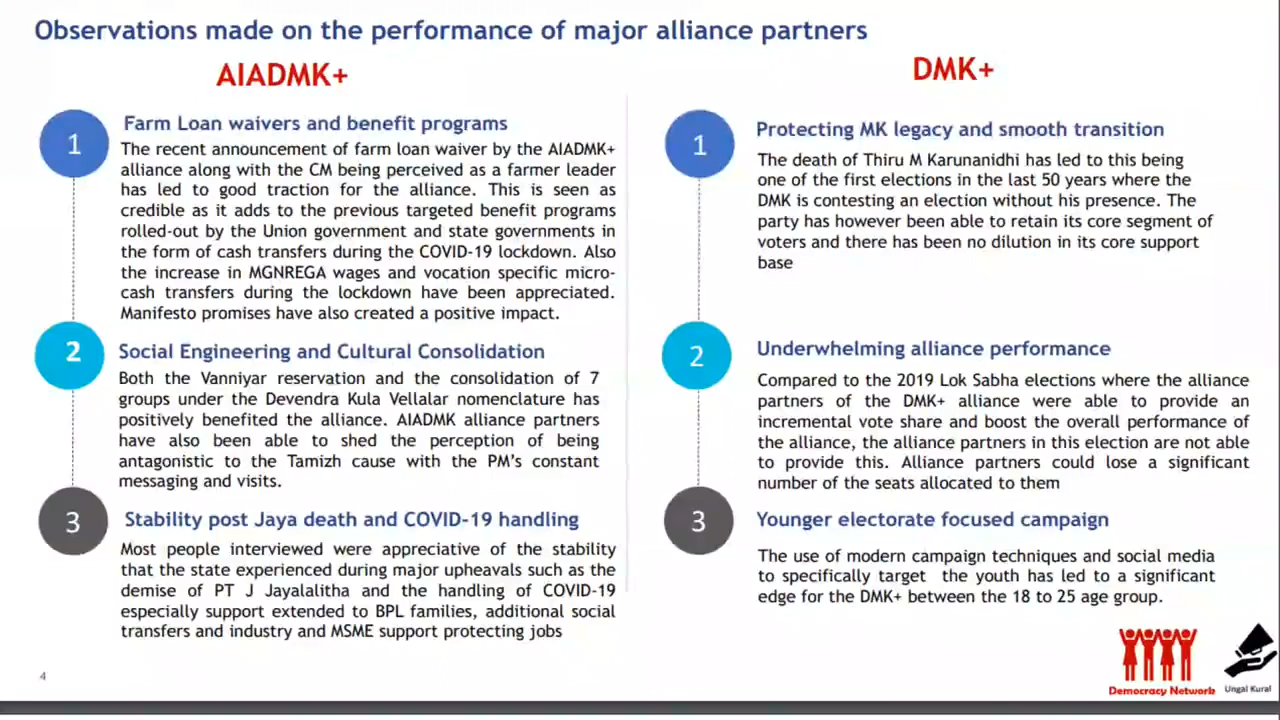 Observations made on the performance of major alliance partners
AIADMK+
1
Farm Loan waivers and benefit programs
The recent announcement of farm loan waiver by the AIADMK+
alliance along with the CM being perceived as a farmer leader
has led to good traction for the alliance. This is seen as
credible as it adds to the previous targeted benefit programs
rolled-out by the Union government and state governments in
the form of cash transfers during the COVID-19 lockdown. Also
the increase in MGNREGA wages and vocation specific micro-
cash transfers during the lockdown have been appreciated.
Manifesto promises have also created a positive impact.
2
Social Engineering and Cultural Consolidation
Both the Vanniyar reservation and the consolidation of 7
groups under the Devendra Kula Vellalar nomenclature has
positively benefited the alliance. AIADMK alliance partners
have also been able to shed the perception of being
antagonistic to the Tamizh cause with the PM's constant
messaging and visits.
3
Stability post Jaya death and COVID-19 handling
Most people interviewed were appreciative of the stability
that the state experienced during major upheavals such as the
demise of PT J Jayalalitha and the handling of COVID-19
especially support extended to BPL families, additional social
transfers and industry and MSME support protecting jobs
DMK+
1
Protecting MK legacy and smooth transition
The death of Thiru M Karunanidhi has led to this being
one of the first elections in the last 50 years where the
DMK is contesting an election without his presence. The
party has however been able to retain its core segment of
voters and there has been no dilution in its core support
base
2
Underwhelming alliance performance
Compared to the 2019 Lok Sabha elections where the alliance
partners of the DMK+ alliance were able to provide an
incremental vote share and boost the overall performance of
the alliance, the alliance partners in this election are not able
to provide this. Alliance partners could lose a significant
number of the seats allocated to them
3
Younger electorate focused campaign
The use of modern campaign techniques and social media
to specifically target the youth has led to a significant
edge for the DMK+ between the 18 to 25 age group.
4
Democracy Network
Ungal Kural